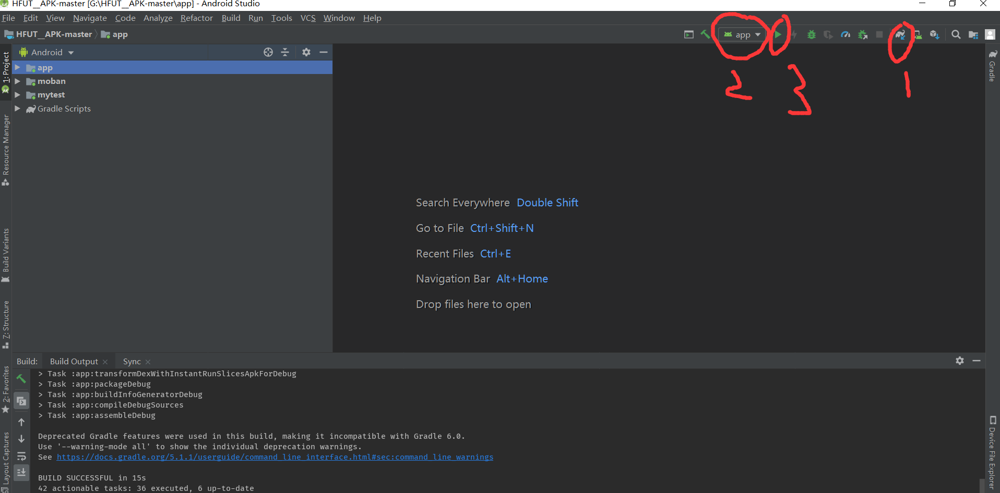 HFUT__APK-master [G:\HFUT__APK-master\app] - Android Studio
File Edit View Navigate Code Analyze Refactor Build Run Tools VCS Window Help
HFUT__APK-master app
app
Android
1: Project
app
moban
mytest
Gradle Scripts
Resource Manager
Build Variants
7: Structure
2: Favorites
Layout Captures
2
3
1
Gradle
Device File Explorer
Search Everywhere Double Shift
Go to File Ctrl+Shift+N
Recent Files Ctrl+E
Navigation Bar Alt+Home
Drop files here to open
Build: Build Output Sync
> Task :app:transformDexWithInstantRunSlicesApkForDebug
> Task :app:packageDebug
> Task :app:buildInfoGeneratorDebug
> Task :app:compileDebugSources
> Task :app:assembleDebug
Deprecated Gradle features were used in this build, making it incompatible with Gradle 6.0.
Use '--warning-mode all' to show the individual deprecation warnings.
See https://docs.gradle.org/5.1.1/userguide/command_line_interface.html#sec:command_line_warnings
BUILD SUCCESSFUL in 15s
42 actionable tasks: 36 executed, 6 up-to-date